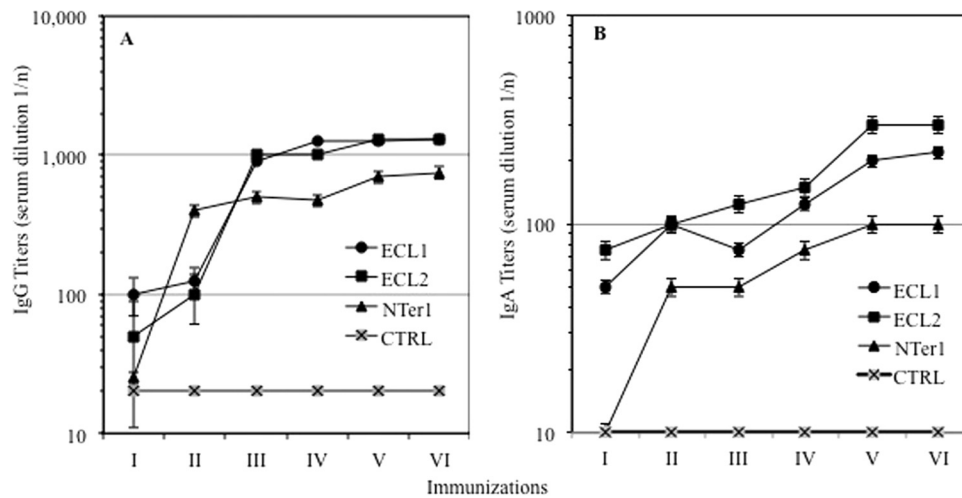 A
IgG Titers (serum dilution 1/n)
10,000
1,000
100
10
ECL1
ECL2
NTer1
CTRL
I II III IV V VI
B
IgA Titers (serum dilution 1/n)
1000
100
10
ECL1
ECL2
NTer1
CTRL
I II III IV V VI
Immunizations